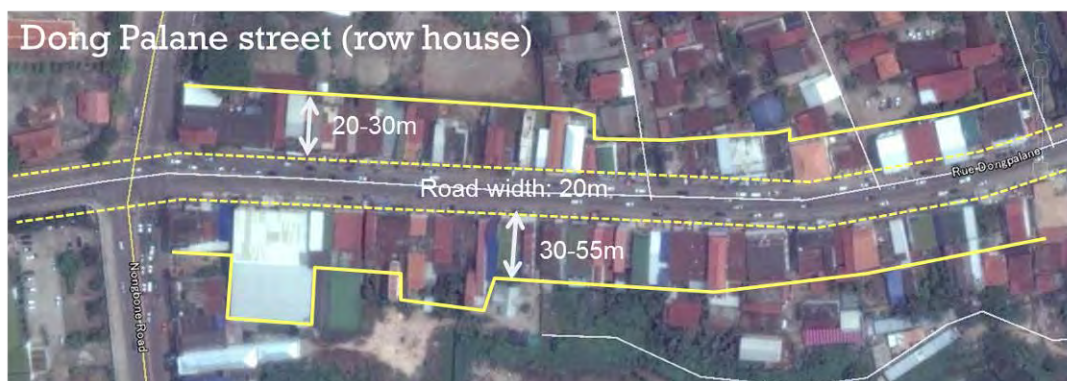 Dong Palane street (row house)
20-30m
Road width: 20m
Rue Dongpalane
30-55m
Nongbone Road